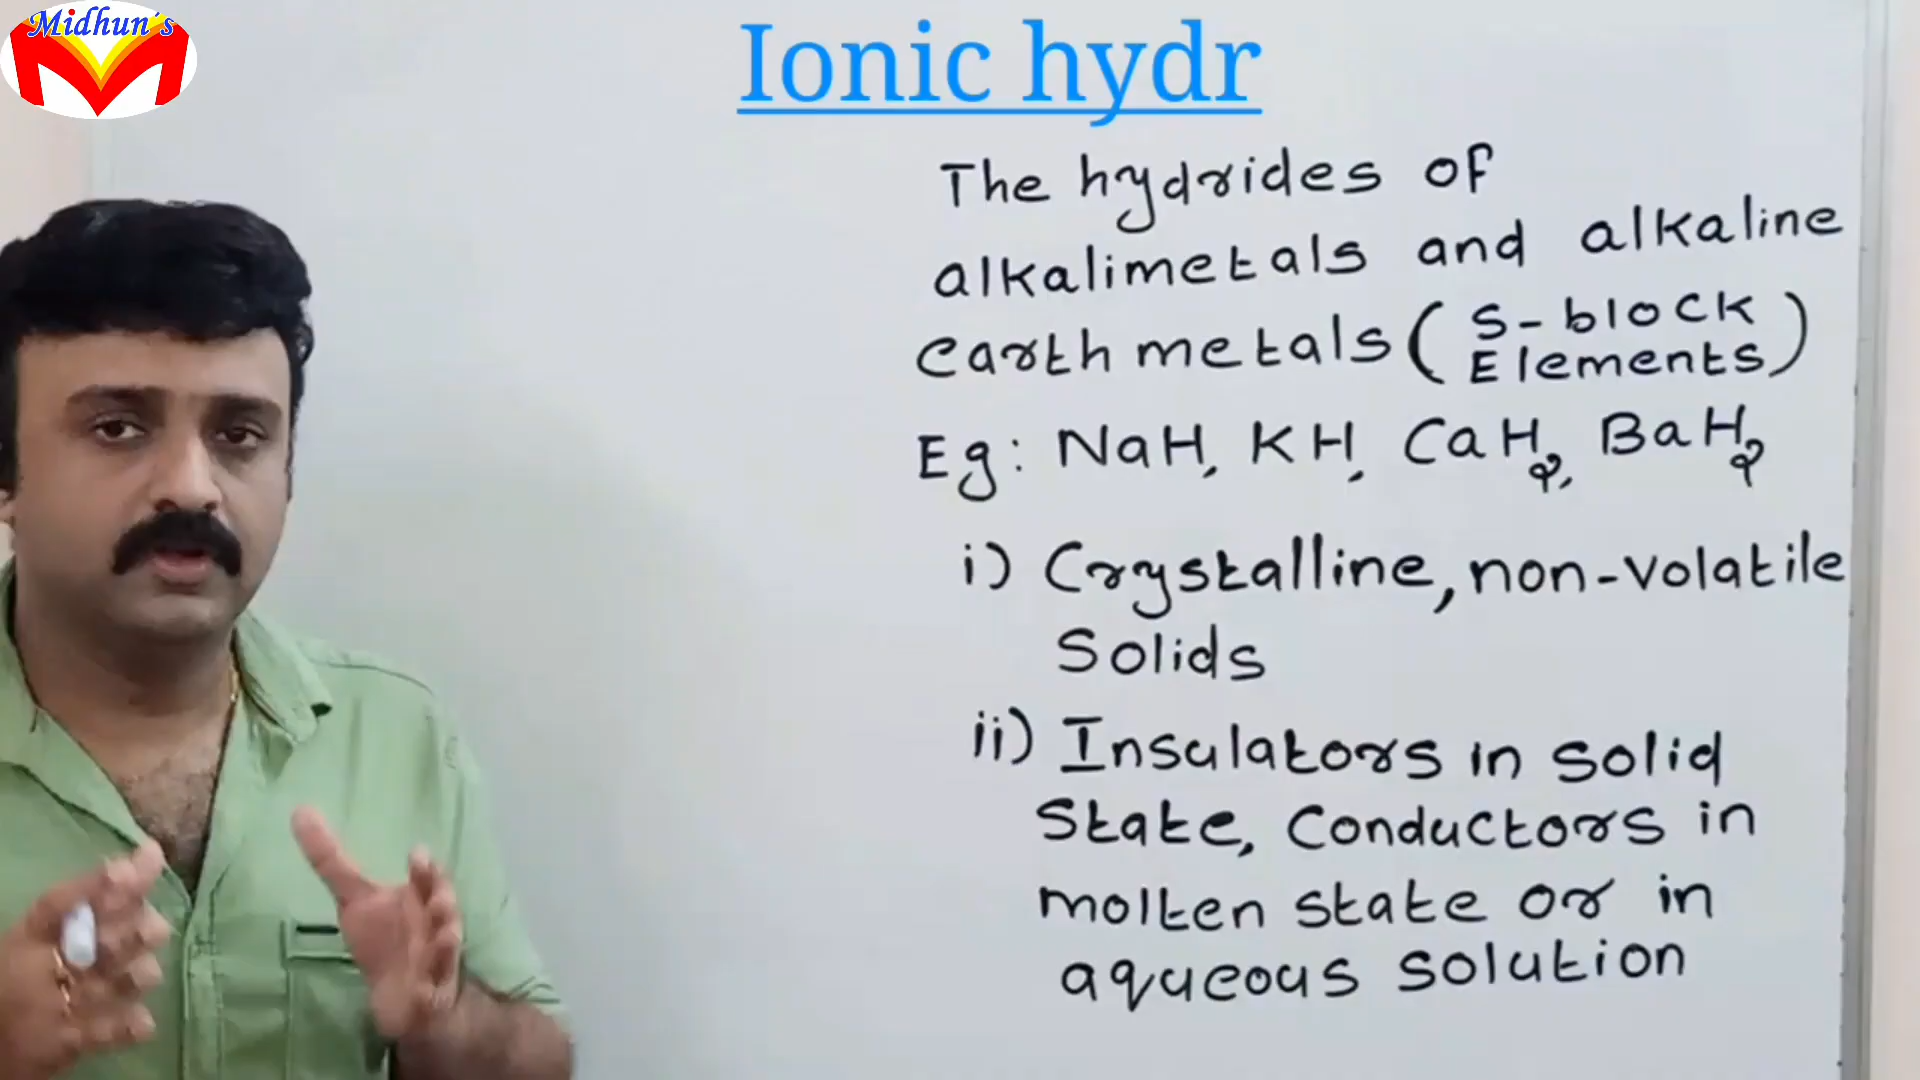 Midhun's
Ionic hydr
The hydrides of
alkalimetals and alkaline
earth metals (S-block
Elements)
Eg: NaH, KH, CaH₂, BaH₂
i) Crystalline, non-volatile
Solids
ii) Insulators in solid
State, Conductors in
molten state or in
aqueous solution